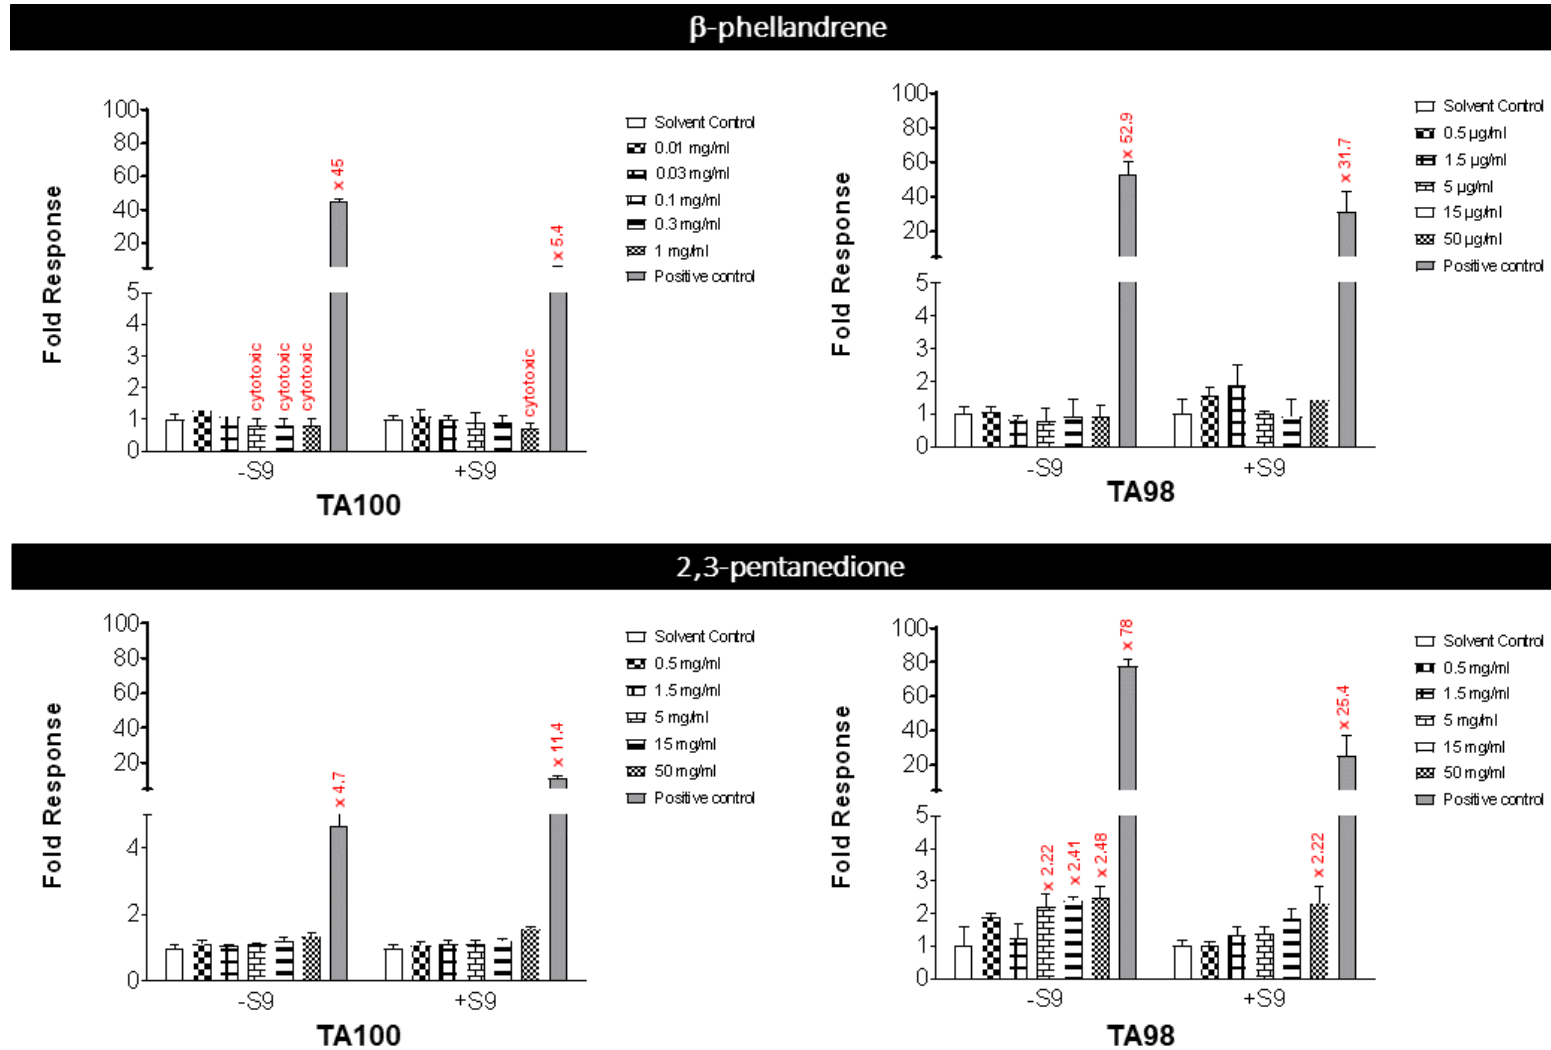 β-phellandrene
Fold Response
100
80
60
40
20
5
4
3
2
1
0
cytotoxic
cytotoxic
cytotoxic
x 45
cytotoxic
x 5.4
-S9
+S9
TA100
Solvent Control
0.01 mg/ml
0.03 mg/ml
0.1 mg/ml
0.3 mg/ml
1 mg/ml
Positive control
Fold Response
100
80
60
40
20
5
4
3
2
1
0
x 52.9
x 31.7
-S9
+S9
TA98
Solvent Control
0.5 µg/ml
1.5 µg/ml
5 µg/ml
15 µg/ml
50 µg/ml
Positive control
2,3-pentanedione
Fold Response
100
80
60
40
20
4
2
0
x 4.7
x 11.4
-S9
+S9
TA100
Solvent Control
0.5 mg/ml
1.5 mg/ml
5 mg/ml
15 mg/ml
50 mg/ml
Positive control
Fold Response
100
80
60
40
20
5
4
3
2
1
0
x 2.22
x 2.41
x 2.48
x 78
x 2.22
x 25.4
-S9
+S9
TA98
Solvent Control
0.5 mg/ml
1.5 mg/ml
5 mg/ml
15 mg/ml
50 mg/ml
Positive control